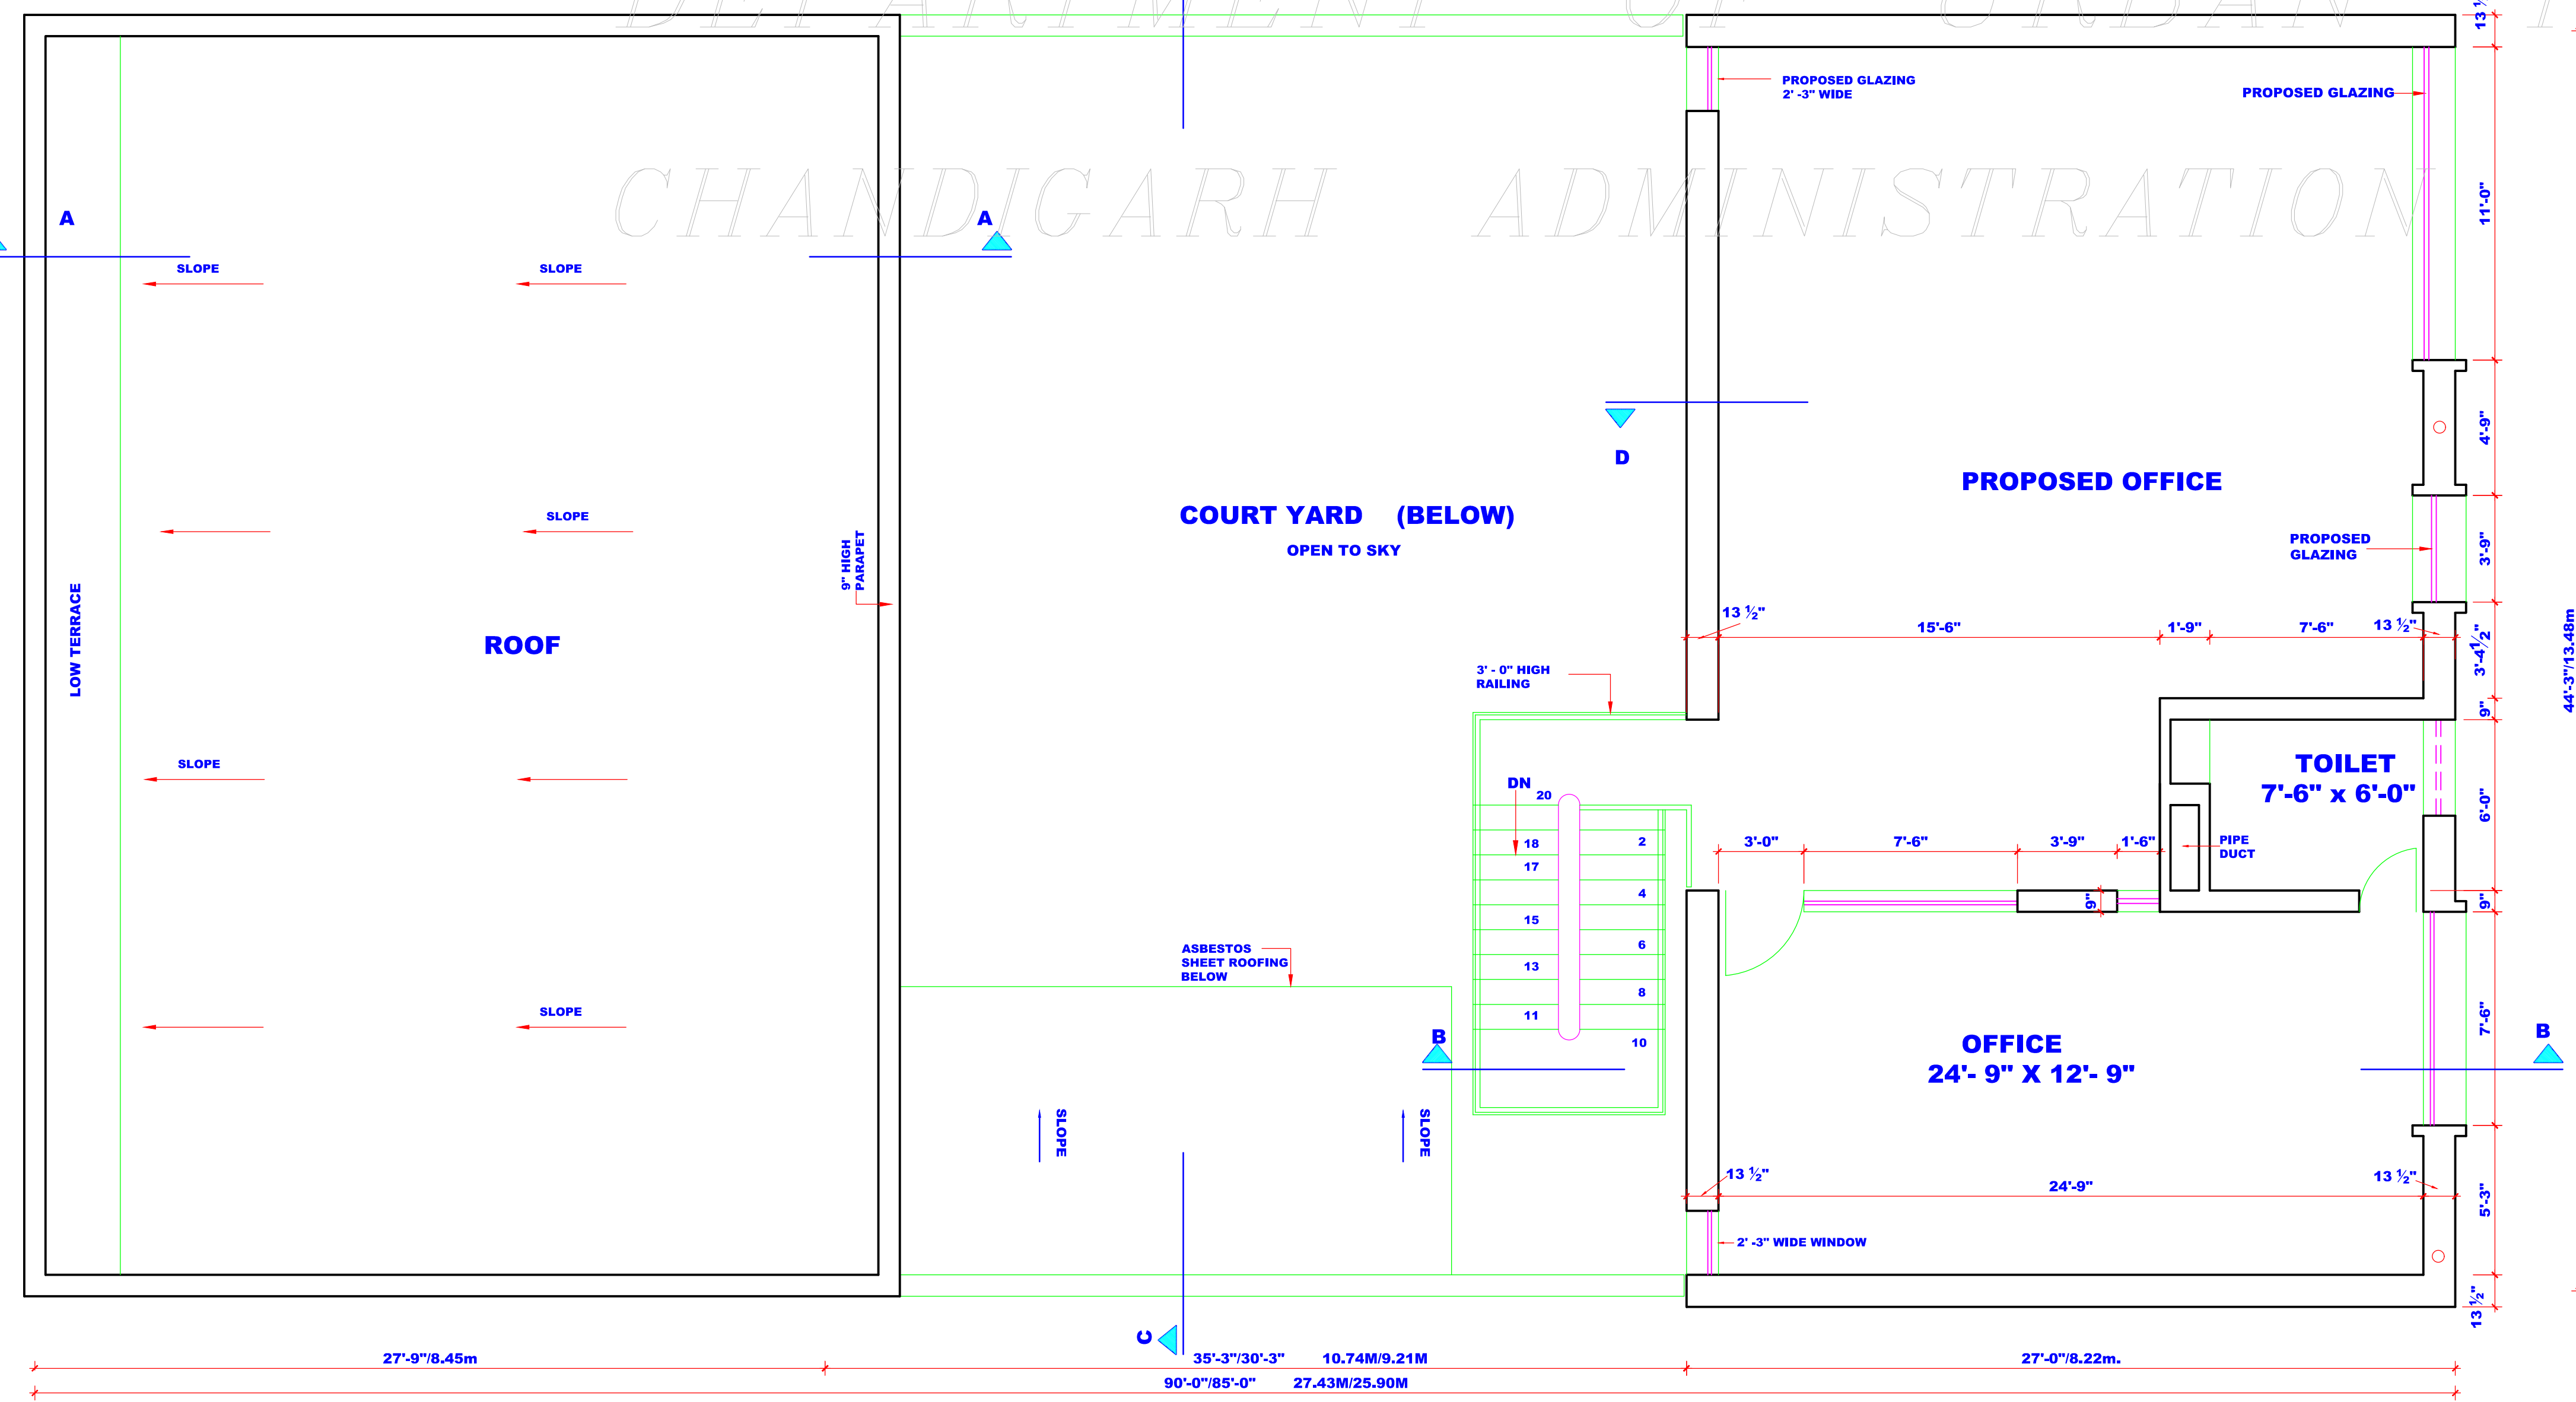 DEPARTMENT OF URBAN
CHANDIGARH ADMINISTRATION
13 ½"
PROPOSED GLAZING
2' -3" WIDE
PROPOSED GLAZING
11'-0"
A
A
SLOPE
SLOPE
4'-9"
D
PROPOSED OFFICE
COURT YARD (BELOW)
OPEN TO SKY
SLOPE
9" HIGH
PARAPET
PROPOSED
GLAZING
3'-9"
LOW TERRACE
ROOF
13 ½"
15'-6"
1'-9"
7'-6"
13 ½"
3'-4½"
44'-3"/13.48m
3' - 0" HIGH
RAILING
9"
SLOPE
TOILET
7'-6" x 6'-0"
DN
20
6'-0"
18
2
17
3'-0"
7'-6"
3'-9"
1'-6"
PIPE
DUCT
4
9"
9"
15
6
ASBESTOS
SHEET ROOFING
BELOW
13
8
SLOPE
11
7'-6"
B
10
B
OFFICE
24'- 9" X 12'- 9"
SLOPE
SLOPE
13 ½"
24'-9"
13 ½"
5'-3"
2' -3" WIDE WINDOW
13 ½"
C
27'-9"/8.45m
35'-3"/30'-3" 10.74M/9.21M
27'-0"/8.22m.
90'-0"/85'-0" 27.43M/25.90M